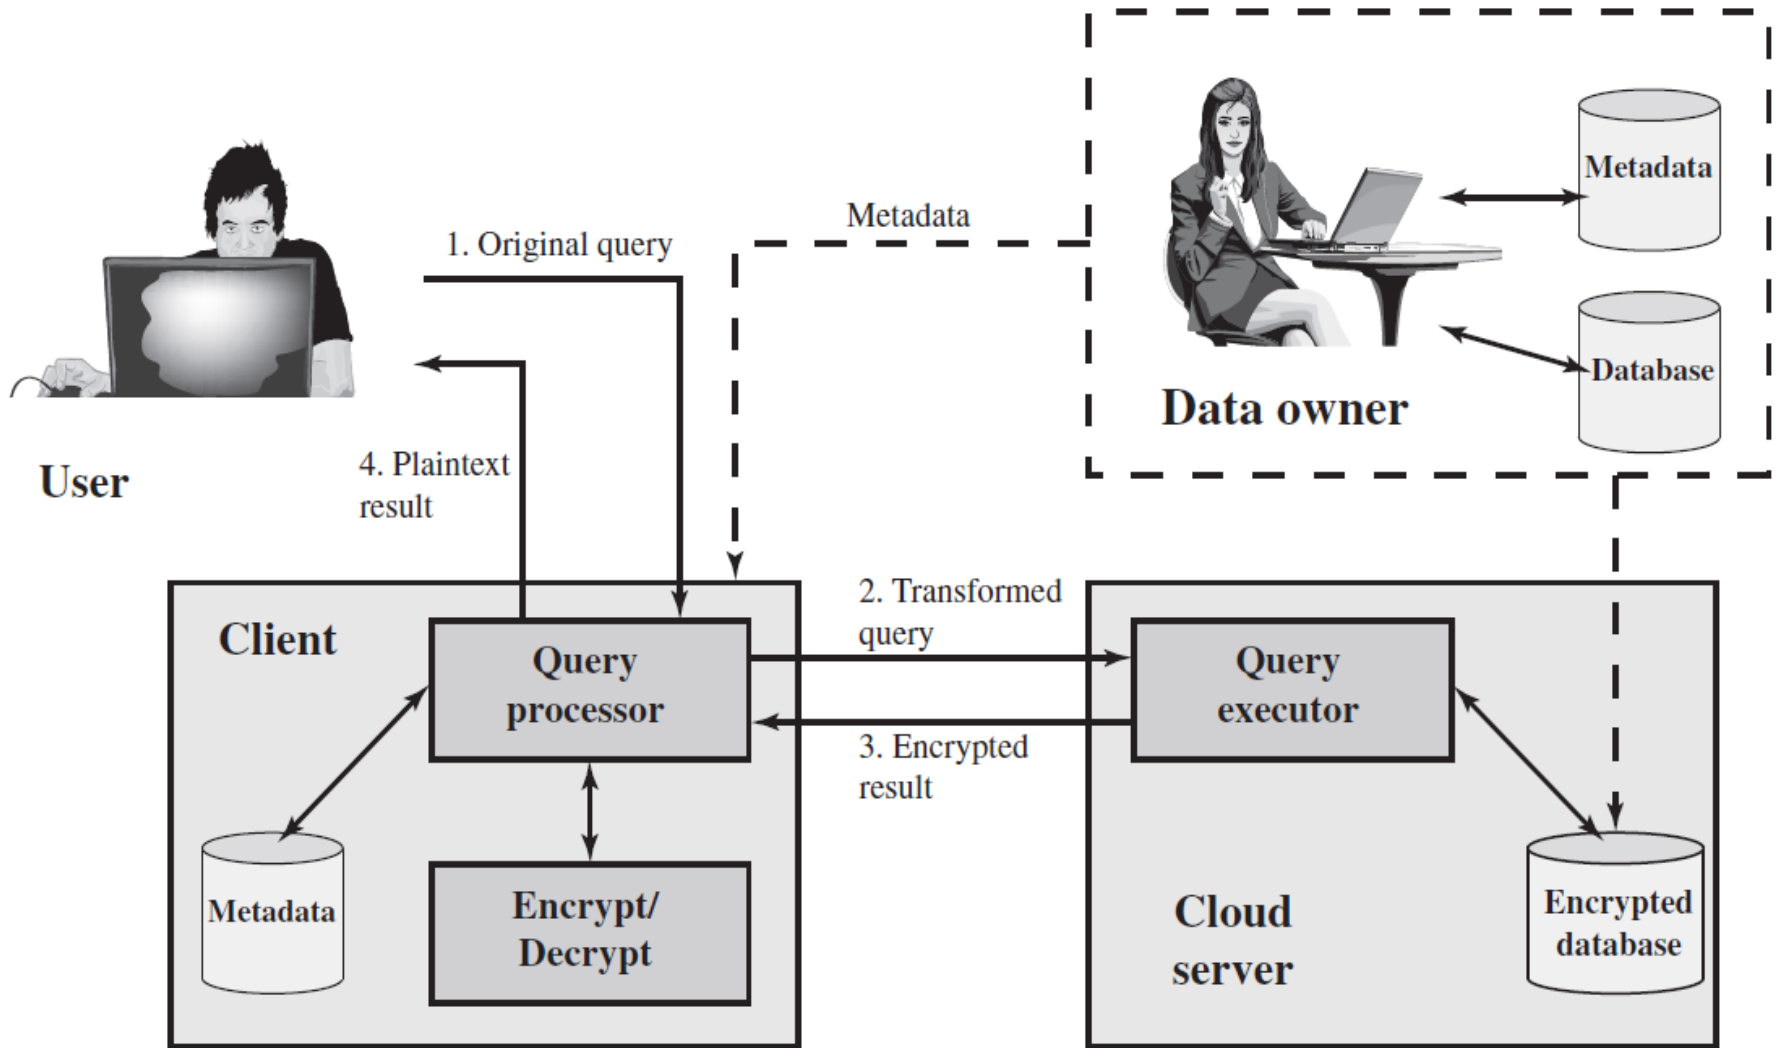 Metadata
Metadata
1. Original query
Database
Data owner
4. Plaintext
result
User
2. Transformed
query
Client
Query
processor
Query
executor
3. Encrypted
result
Metadata
Encrypt/
Decrypt
Cloud
server
Encrypted
database